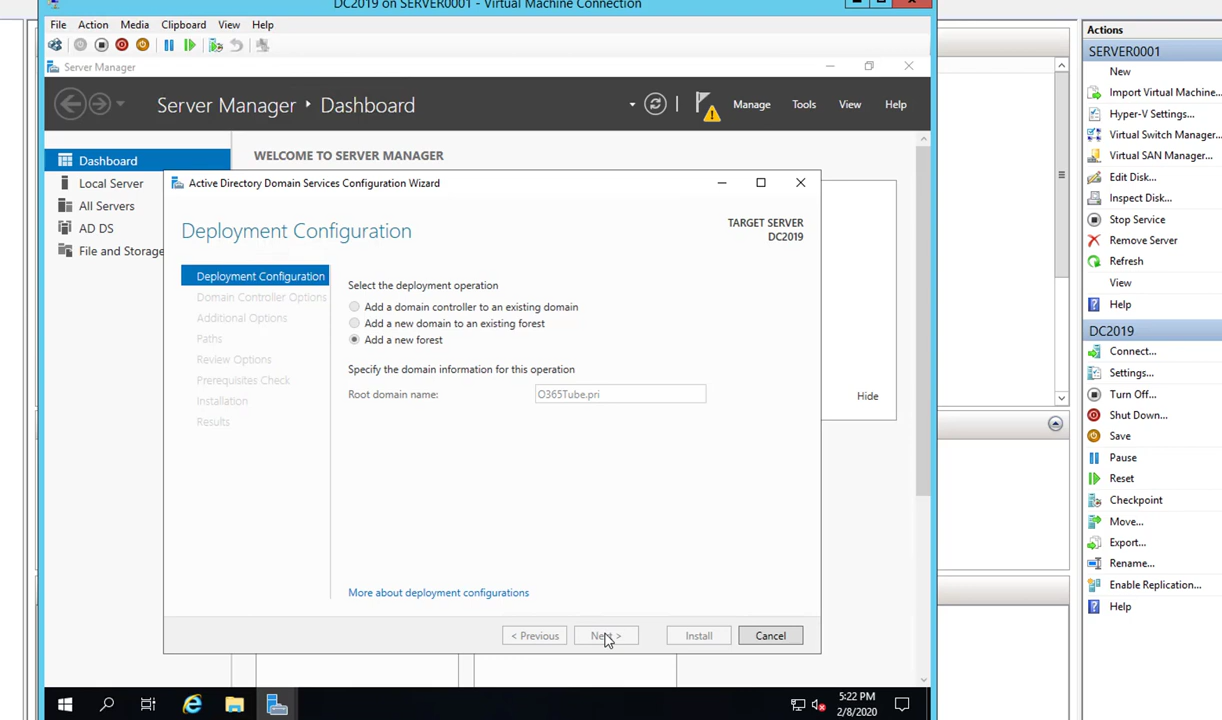 DC2019 on SERVER0001 - Virtual Machine Connection
File Action Media Clipboard View Help
Server Manager
Server Manager Dashboard
Manage Tools View Help
Dashboard
Local Server
All Servers
AD DS
File and Storage
WELCOME TO SERVER MANAGER
Active Directory Domain Services Configuration Wizard
Deployment Configuration
TARGET SERVER
DC2019
Deployment Configuration
Domain Controller Options
Additional Options
Paths
Review Options
Prerequisites Check
Installation
Results
Select the deployment operation
Add a domain controller to an existing domain
Add a new domain to an existing forest
Add a new forest
Specify the domain information for this operation
Root domain name: O365Tube.pri
More about deployment configurations
< Previous Next > Install Cancel
Hide
5:22 PM
2/8/2020
Actions
SERVER0001
New
Import Virtual Machine...
Hyper-V Settings...
Virtual Switch Manager...
Virtual SAN Manager...
Edit Disk...
Inspect Disk...
Stop Service
Remove Server
Refresh
View
Help
DC2019
Connect...
Settings...
Turn Off...
Shut Down...
Save
Pause
Reset
Checkpoint
Move...
Export...
Rename...
Enable Replication...
Help